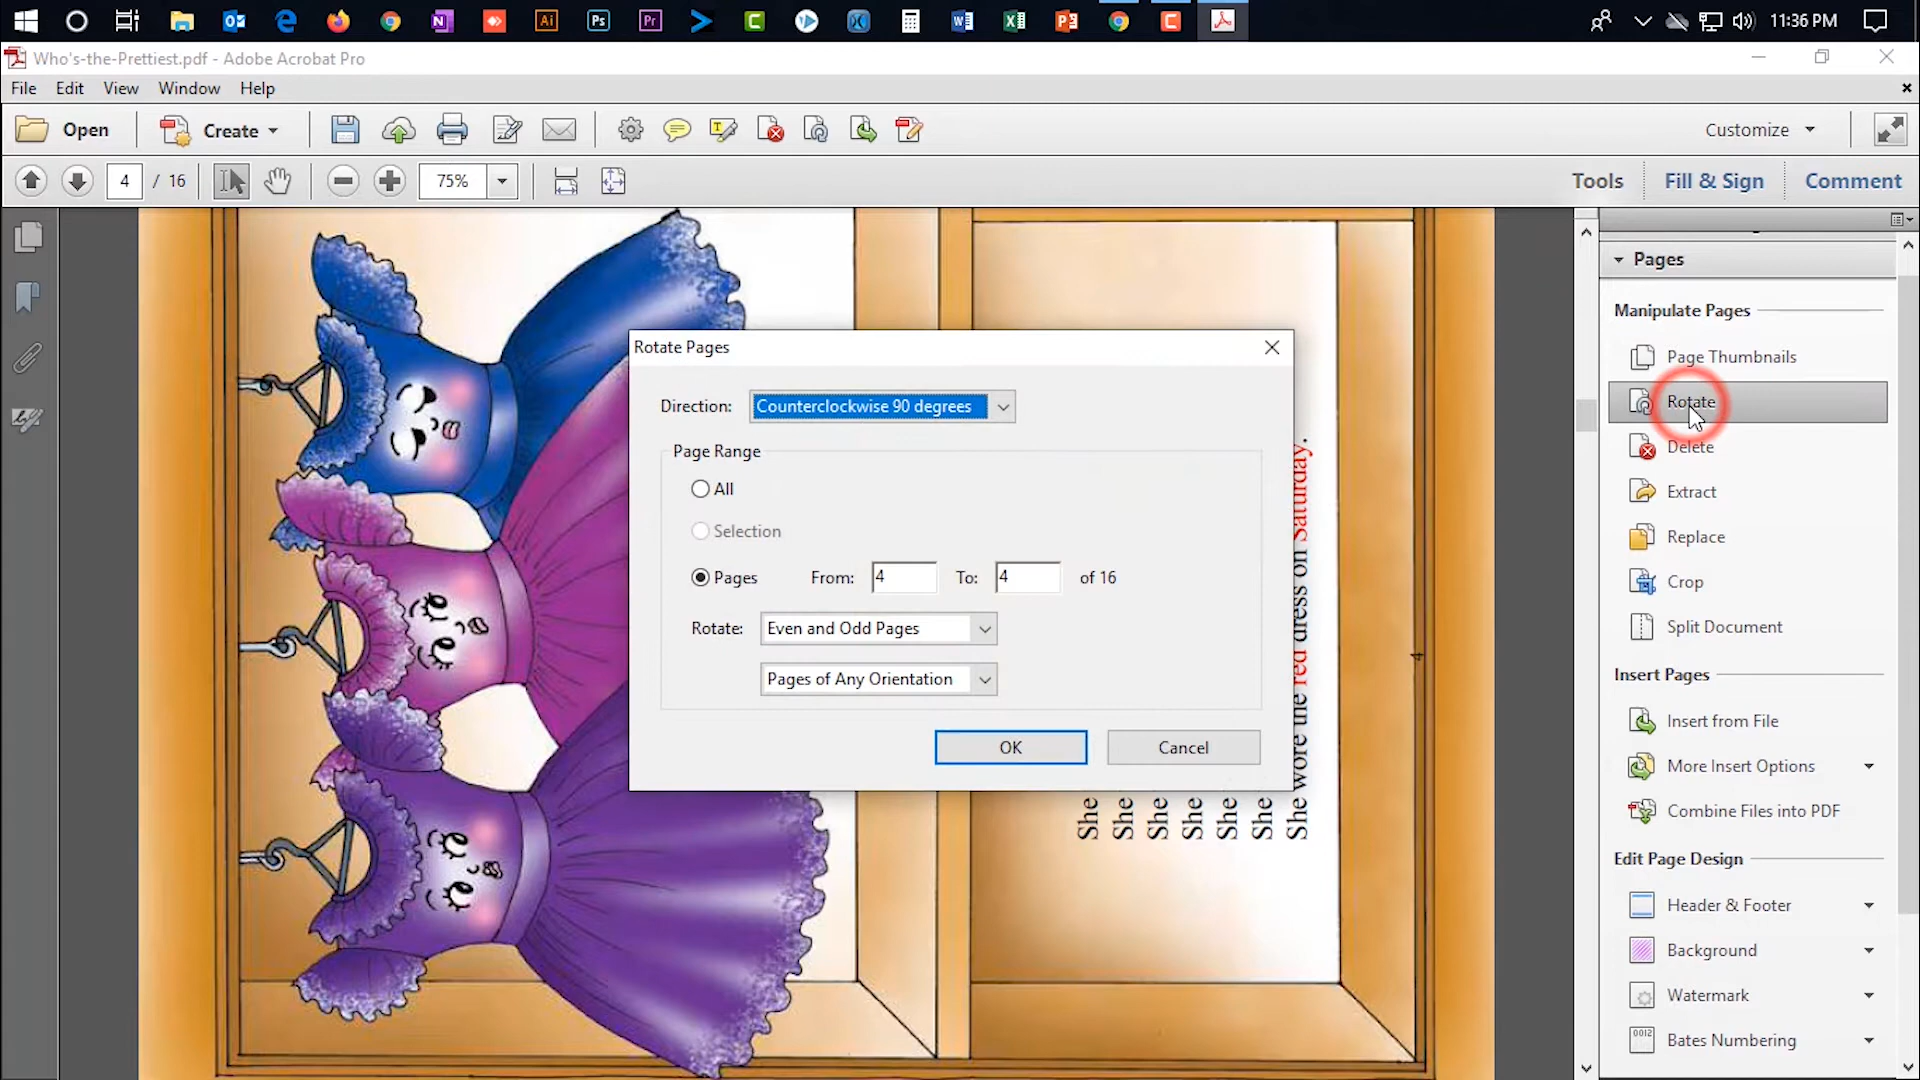 11:36 PM
Who's-the-Prettiest.pdf - Adobe Acrobat Pro
File Edit View Window Help
Open Create Customize
4 / 16 75% Tools Fill & Sign Comment
Pages
Manipulate Pages
Page Thumbnails
Rotate
Delete
Extract
Replace
Crop
Split Document
Insert Pages
Insert from File
More Insert Options
Combine Files into PDF
Edit Page Design
Header & Footer
Background
Watermark
Bates Numbering
Rotate Pages
Direction: Counterclockwise 90 degrees
Page Range
All
Selection
Pages From: 4 To: 4 of 16
Rotate: Even and Odd Pages
Pages of Any Orientation
OK Cancel
She
She
She
She
She
She
She wore the red dress on Saturday.
4